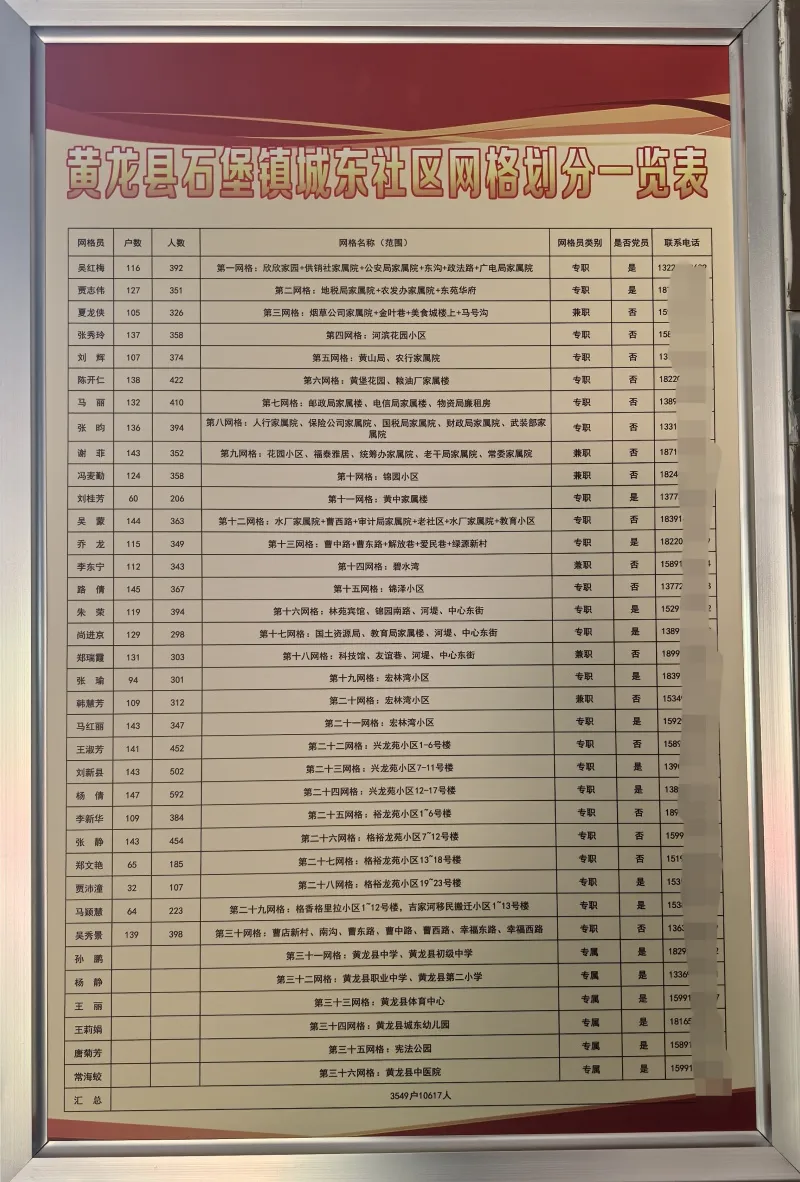 黄龙县石堡镇城东社区网格划分一览表
网格员 户数 人数 网格名称（范围） 网格员类别 是否党员 联系电话
吴红梅 116 392 第一网格：欣欣家园+供销社家属院+公安局家属院+东沟+政法路+广电局家属院 专职 是 1322
贾志伟 127 351 第二网格：地税局家属院+农发办家属院+东苑华府 专职 是 187
夏龙侠 105 326 第三网格：烟草公司家属院+金叶巷+美食城楼上+马号沟 兼职 否 15
张秀玲 137 358 第四网格：河滨花园小区 专职 否 158
刘 辉 107 374 第五网格：黄山局、农行家属院 专职 否 13
陈开仁 138 422 第六网格：黄堡花园、粮油厂家属楼 专职 否 1822
马 丽 132 410 第七网格：邮政局家属楼、电信局家属楼、物资局廉租房 专职 否 1389
张 昀 136 394 第八网格：人行家属院、保险公司家属院、国税局家属院、财政局家属院、武装部家
属院 专职 否 1331
谢 菲 143 352 第九网格：花园小区、福泰雅居、统筹办家属院、老干局家属院、常委家属院 兼职 否 1871
冯麦勤 124 358 第十网格：锦园小区 兼职 否 1824
刘桂芳 60 206 第十一网格：黄中家属楼 专职 是 1377
吴 蒙 144 363 第十二网格：水厂家属院+曹西路+审计局家属院+老社区+水厂家属院+教育小区 专职 否 18391
乔 龙 115 349 第十三网格：曹中路+曹东路+解放巷+爱民巷+绿源新村 专职 是 18220
李东宁 112 343 第十四网格：碧水湾 兼职 否 15891
路 倩 145 367 第十五网格：锦泽小区 专职 否 13772
朱 荣 119 394 第十六网格：林苑宾馆、锦园南路、河堤、中心东街 专职 是 1529
尚进京 129 298 第十七网格：国土资源局、教育局家属楼、河堤、中心东街 专职 是 1389
郑瑞霞 131 303 第十八网格：科技馆、友谊巷、河堤、中心东街 兼职 否 1899
张 瑜 94 301 第十九网格：宏林湾小区 专职 是 1839
韩慧芳 109 312 第二十网格：宏林湾小区 兼职 否 1534
马红丽 143 347 第二十一网格：宏林湾小区 专职 是 1592
王淑芳 141 452 第二十二网格：兴龙苑小区1-6号楼 专职 否 1589
刘新县 143 502 第二十三网格：兴龙苑小区7-11号楼 专职 是 139
杨 倩 147 592 第二十四网格：兴龙苑小区12-17号楼 专职 是 138
李新华 109 384 第二十五网格：裕龙苑小区1~6号楼 专职 否 189
张 静 143 454 第二十六网格：格裕龙苑小区7~12号楼 专职 否 1599
郑文艳 65 185 第二十七网格：格裕龙苑小区13~18号楼 专职 否 151
贾沛潼 32 107 第二十八网格：格裕龙苑小区19~23号楼 专职 是 153
马颍慧 64 223 第二十九网格：格香格里拉小区1~12号楼，吉家河移民搬迁小区1~13号楼 专职 是 153
吴秀景 139 398 第三十网格：曹店新村、南沟、曹东路、曹中路、曹西路、幸福东路、幸福西路 专职 否 1363
孙 鹏 第三十一网格：黄龙县中学、黄龙县初级中学 专属 是 1829
杨 静 第三十二网格：黄龙县职业中学、黄龙县第二小学 专属 是 1336
王 丽 第三十三网格：黄龙县体育中心 专属 是 15991
王莉娟 第三十四网格：黄龙县城东幼儿园 专属 是 18165
唐菊芳 第三十五网格：宪法公园 专属 是 15891
常海蛟 第三十六网格：黄龙县中医院 专属 是 15991
汇 总 3549户10617人